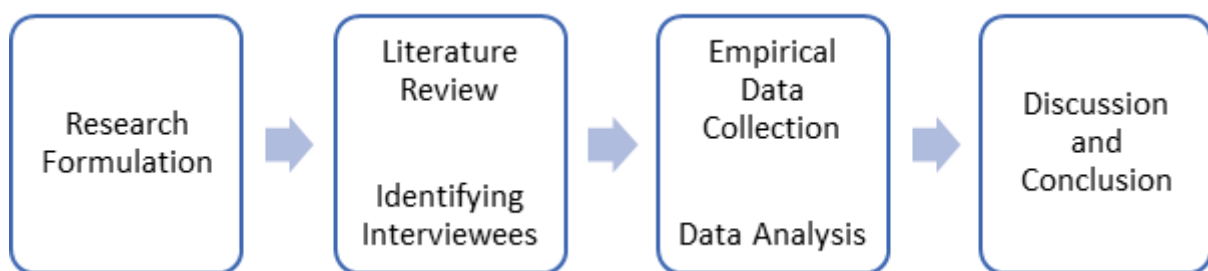 Research
Formulation
Literature
Review
Identifying
Interviewees
Empirical
Data
Collection
Data Analysis
Discussion
and
Conclusion